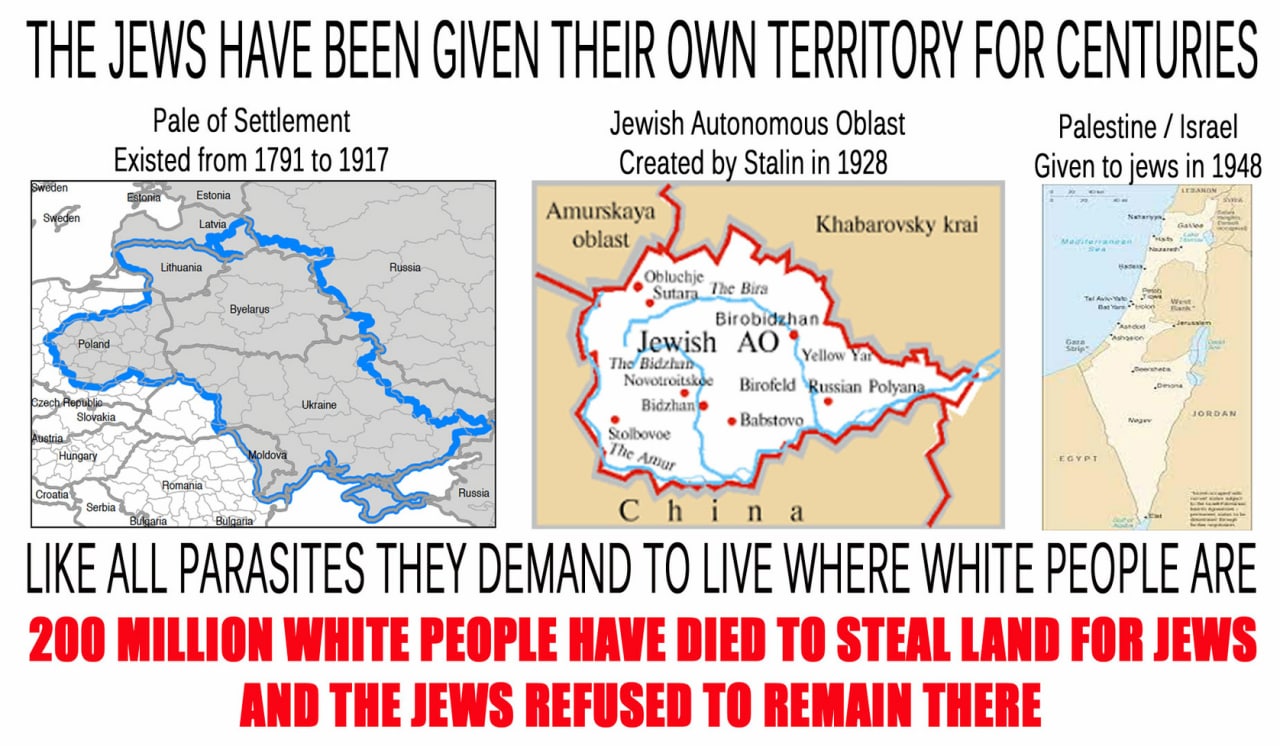 THE JEWS HAVE BEEN GIVEN THEIR OWN TERRITORY FOR CENTURIES
Pale of Settlement
Existed from 1791 to 1917
Sweden
Estonia
Estonia
Sweden
Latvia
Lithuania
Russia
Byelarus
Poland
Czech Republic
Slovakia
Ukraine
Austria
Hungary
Moldova
Croatia
Romania
Serbia
Russia
Bulgaria
Bulgaria
Jewish Autonomous Oblast
Created by Stalin in 1928
Amurskaya
oblast
Khabarovsky krai
Obluchje
Sutara
The Bira
Birobidzhan
Jewish AO
The Bidzhan
Yellow Yar
Novotroitskoe
Birofeld
Russian Polyana
Bidzhan
Babstovo
Stolbovoe
The Amur
China
Palestine / Israel
Given to jews in 1948
LEBANON
SYRIA
Nahariyya
Galilee
Mediterranean
Sea
Haifa
Nazareth
Hadera
Tel Aviv-Yafo
Bat Yam
Holon
West
Bank
Ashdod
Jerusalem
Ashqelon
Gaza
Strip
Dead
Sea
Beersheba
Dimona
JORDAN
Negev
EGYPT
Elat
LIKE ALL PARASITES THEY DEMAND TO LIVE WHERE WHITE PEOPLE ARE
200 MILLION WHITE PEOPLE HAVE DIED TO STEAL LAND FOR JEWS
AND THE JEWS REFUSED TO REMAIN THERE